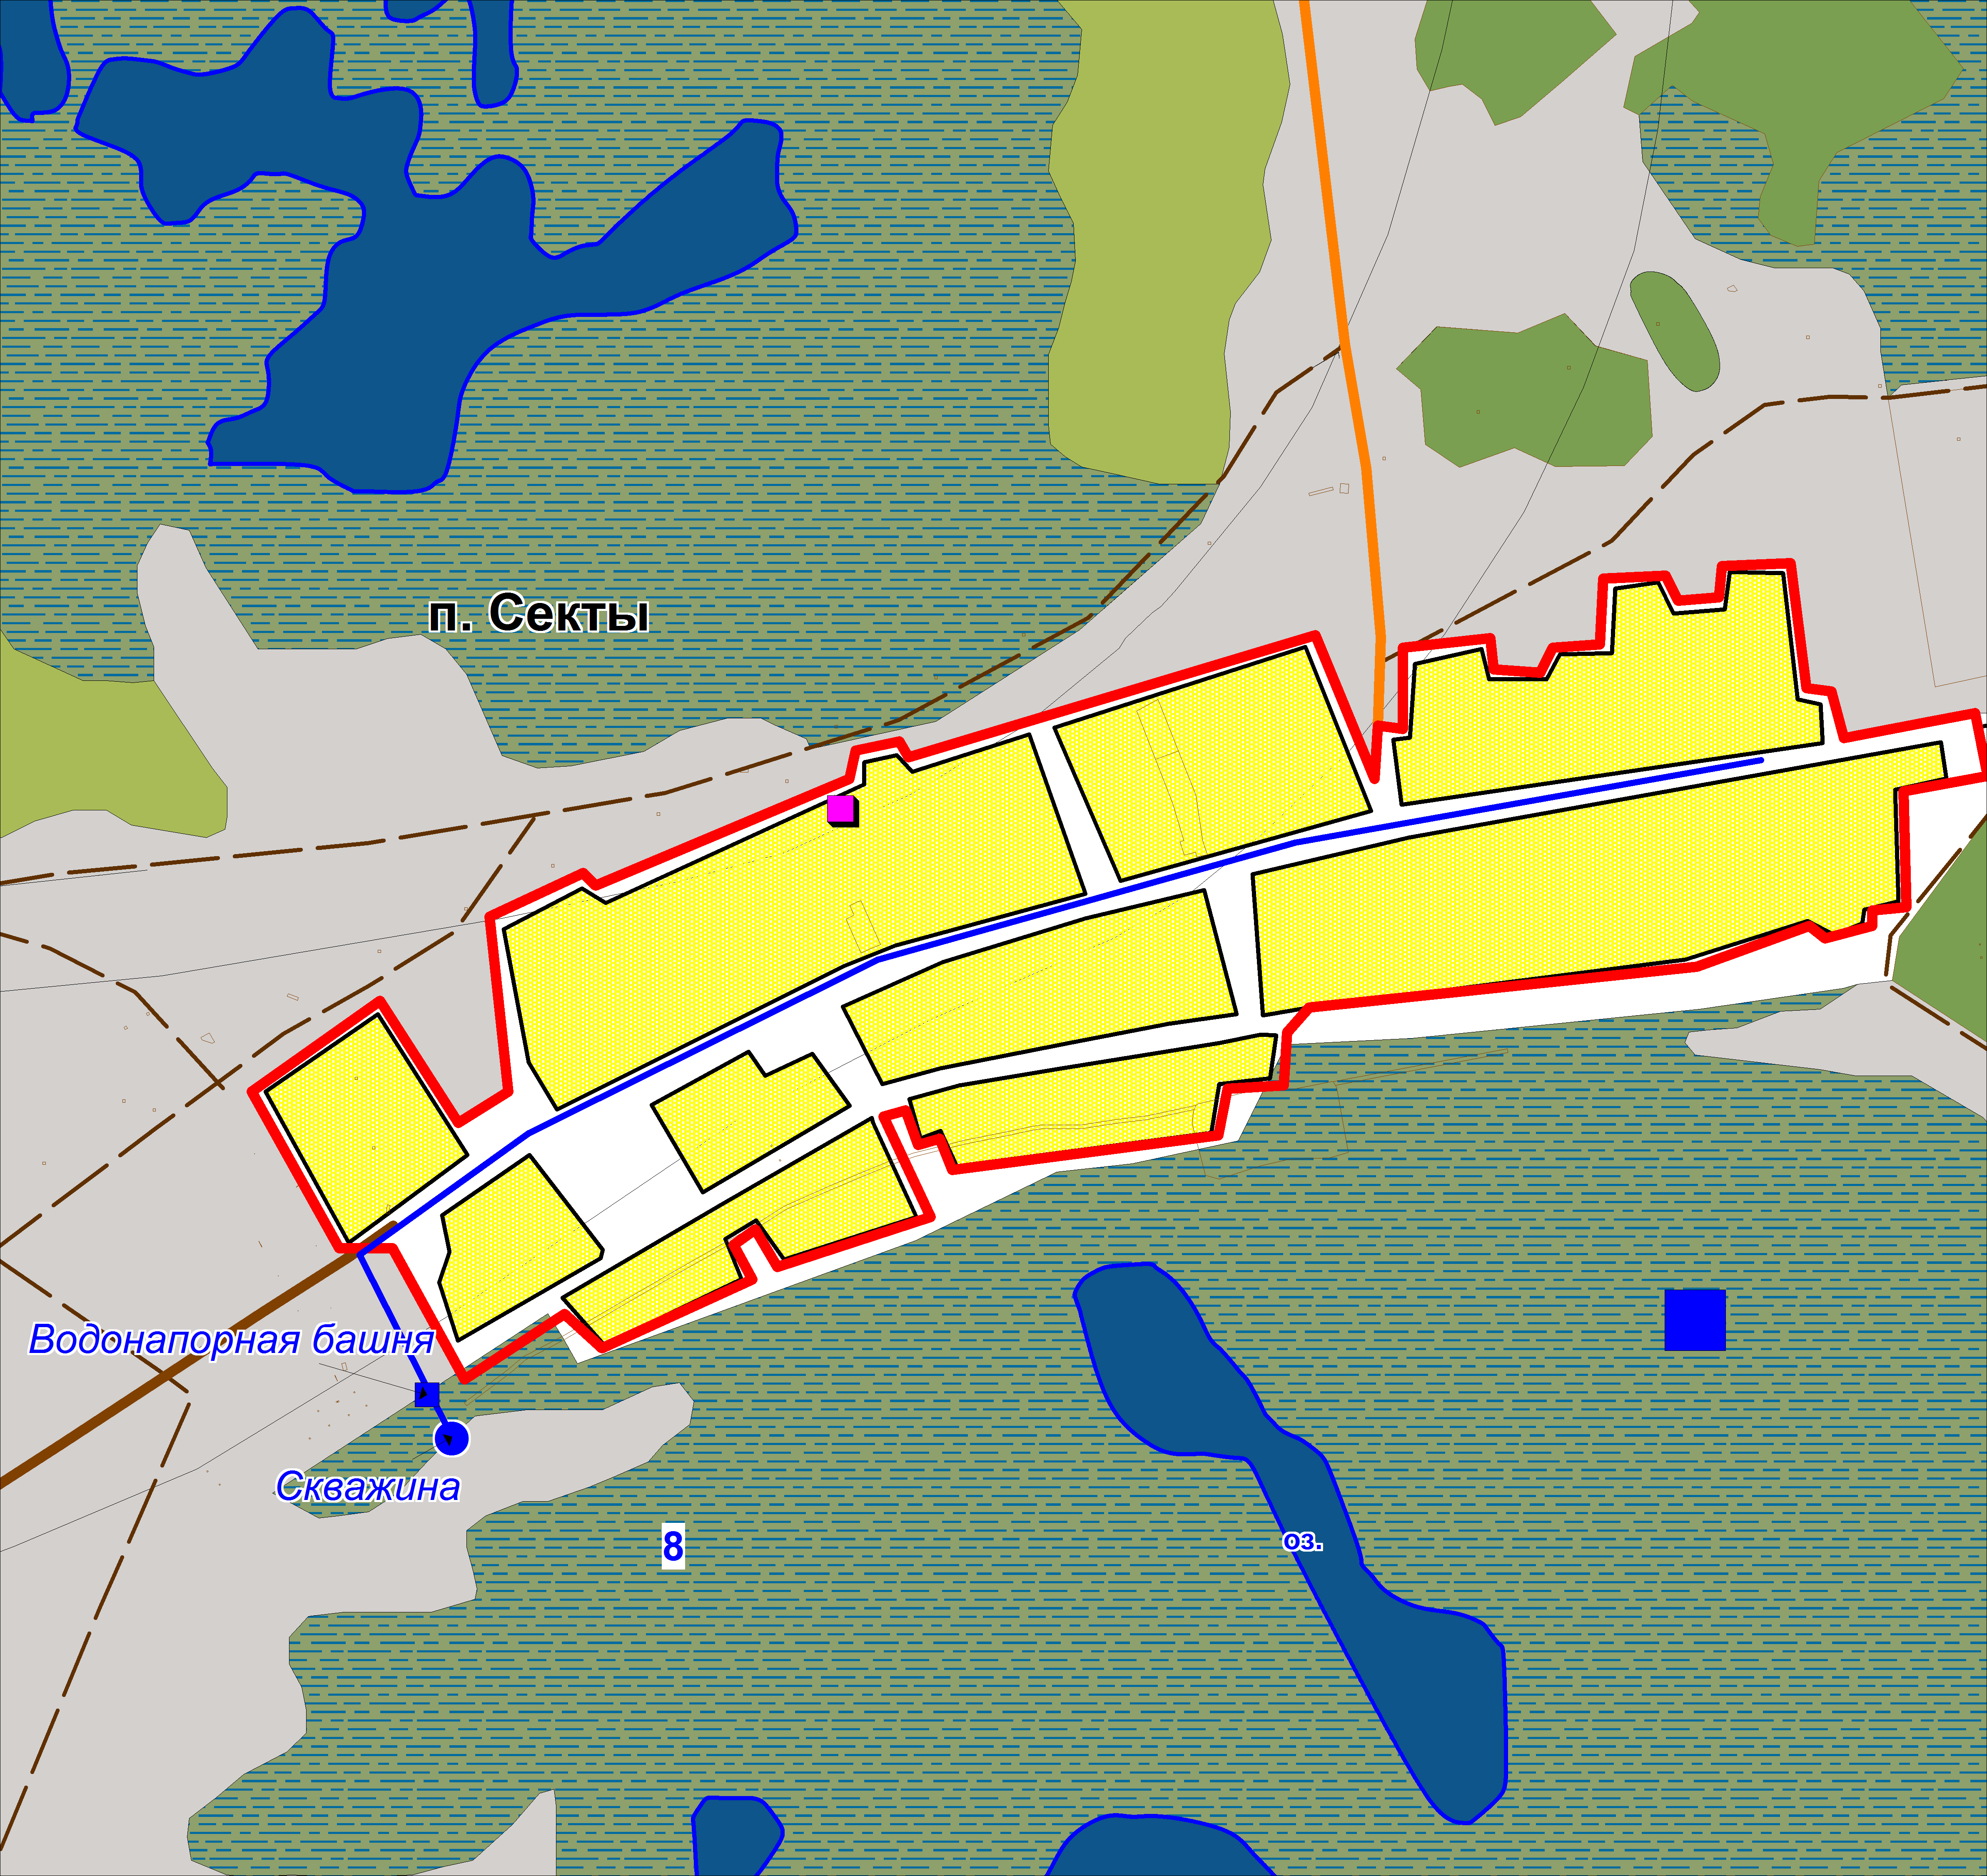 п. Секты
Водонапорная башня
Скважина
8
оз.